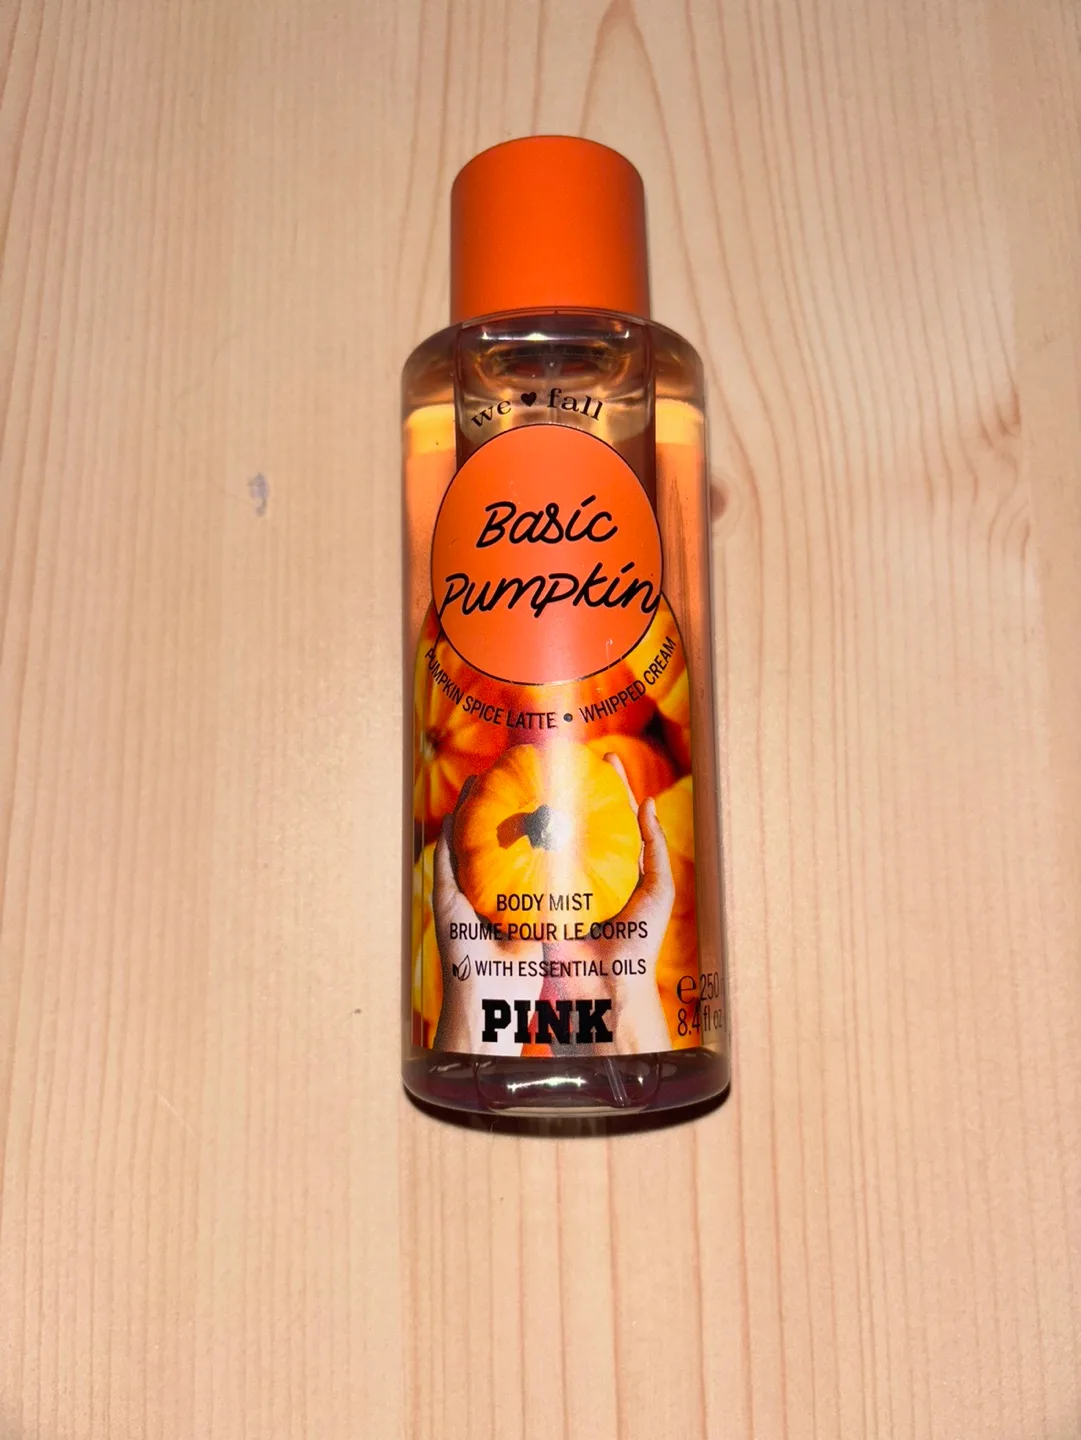 we ♥ fall
Basic
Pumpkin
PUMPKIN SPICE LATTE • WHIPPED CREAM
BODY MIST
BRUME POUR LE CORPS
WITH ESSENTIAL OILS
PINK
℮ 250
8.4 fl oz